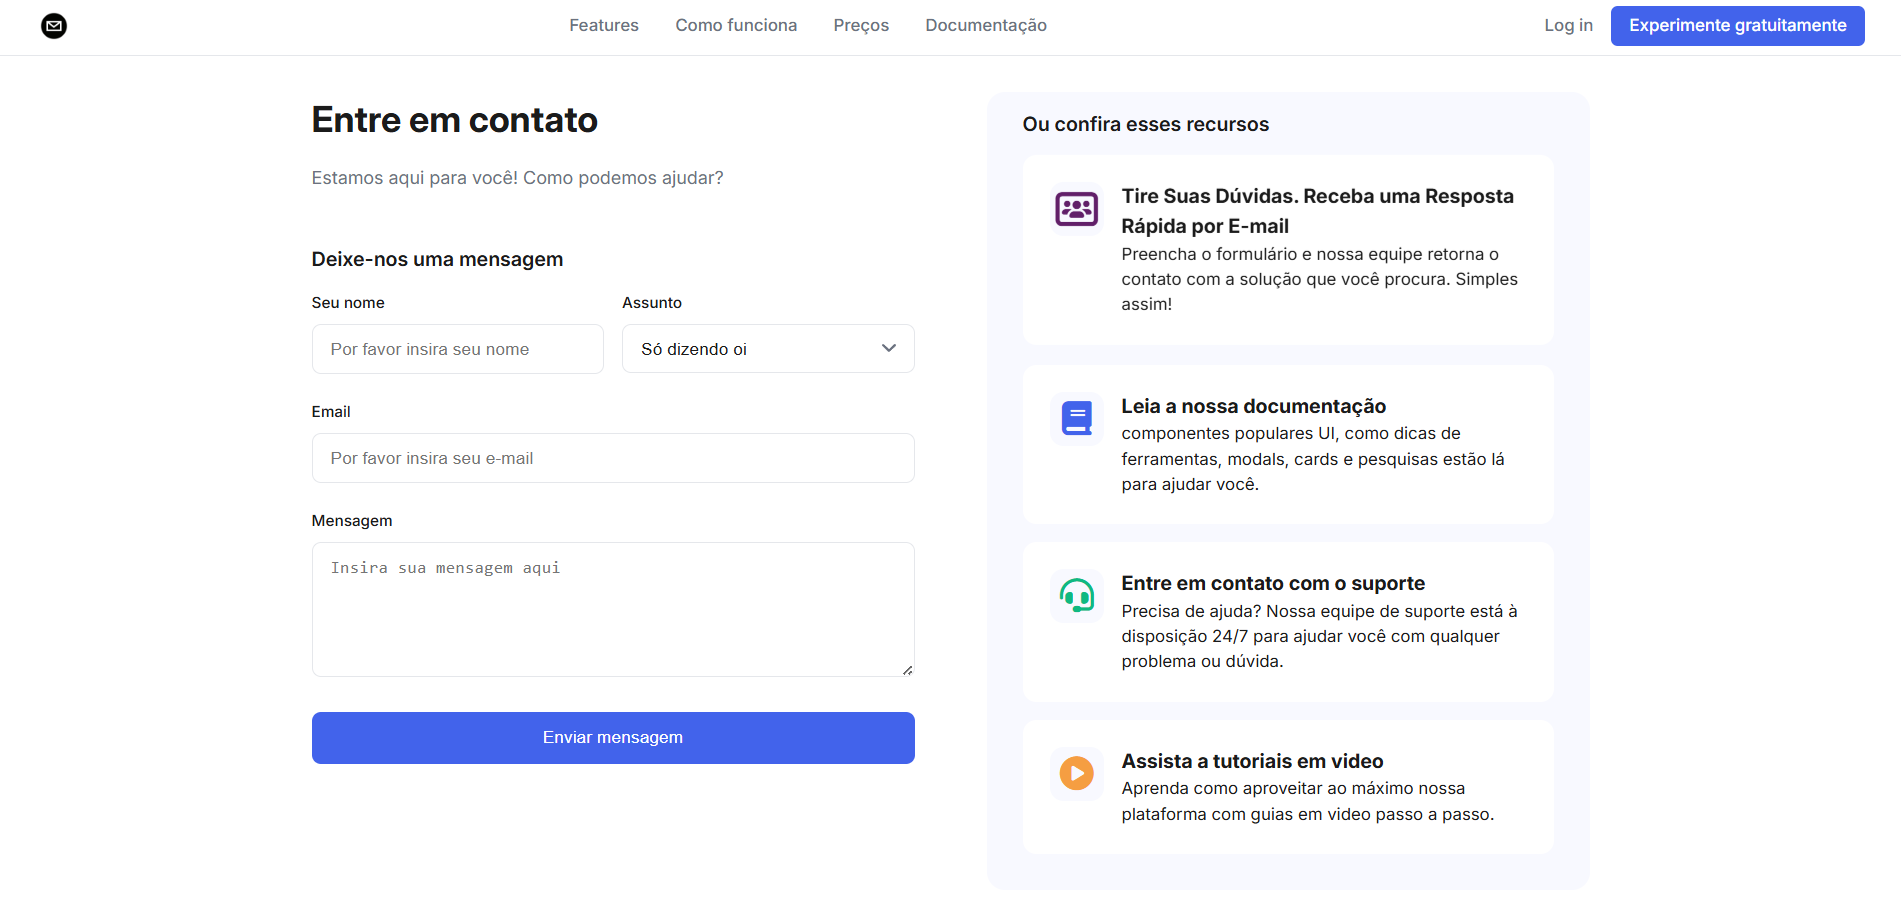 Features
Como funciona
Preços
Documentação
Log in
Experimente gratuitamente
Entre em contato
Estamos aqui para você! Como podemos ajudar?
Deixe-nos uma mensagem
Seu nome
Assunto
Por favor insira seu nome
Só dizendo oi
Email
Por favor insira seu e-mail
Mensagem
Insira sua mensagem aqui
Enviar mensagem
Ou confira esses recursos
Tire Suas Dúvidas. Receba uma Resposta
Rápida por E-mail
Preencha o formulário e nossa equipe retorna o
contato com a solução que você procura. Simples
assim!
Leia a nossa documentação
componentes populares UI, como dicas de
ferramentas, modals, cards e pesquisas estão lá
para ajudar você.
Entre em contato com o suporte
Precisa de ajuda? Nossa equipe de suporte está à
disposição 24/7 para ajudar você com qualquer
problema ou dúvida.
Assista a tutoriais em video
Aprenda como aproveitar ao máximo nossa
plataforma com guias em video passo a passo.